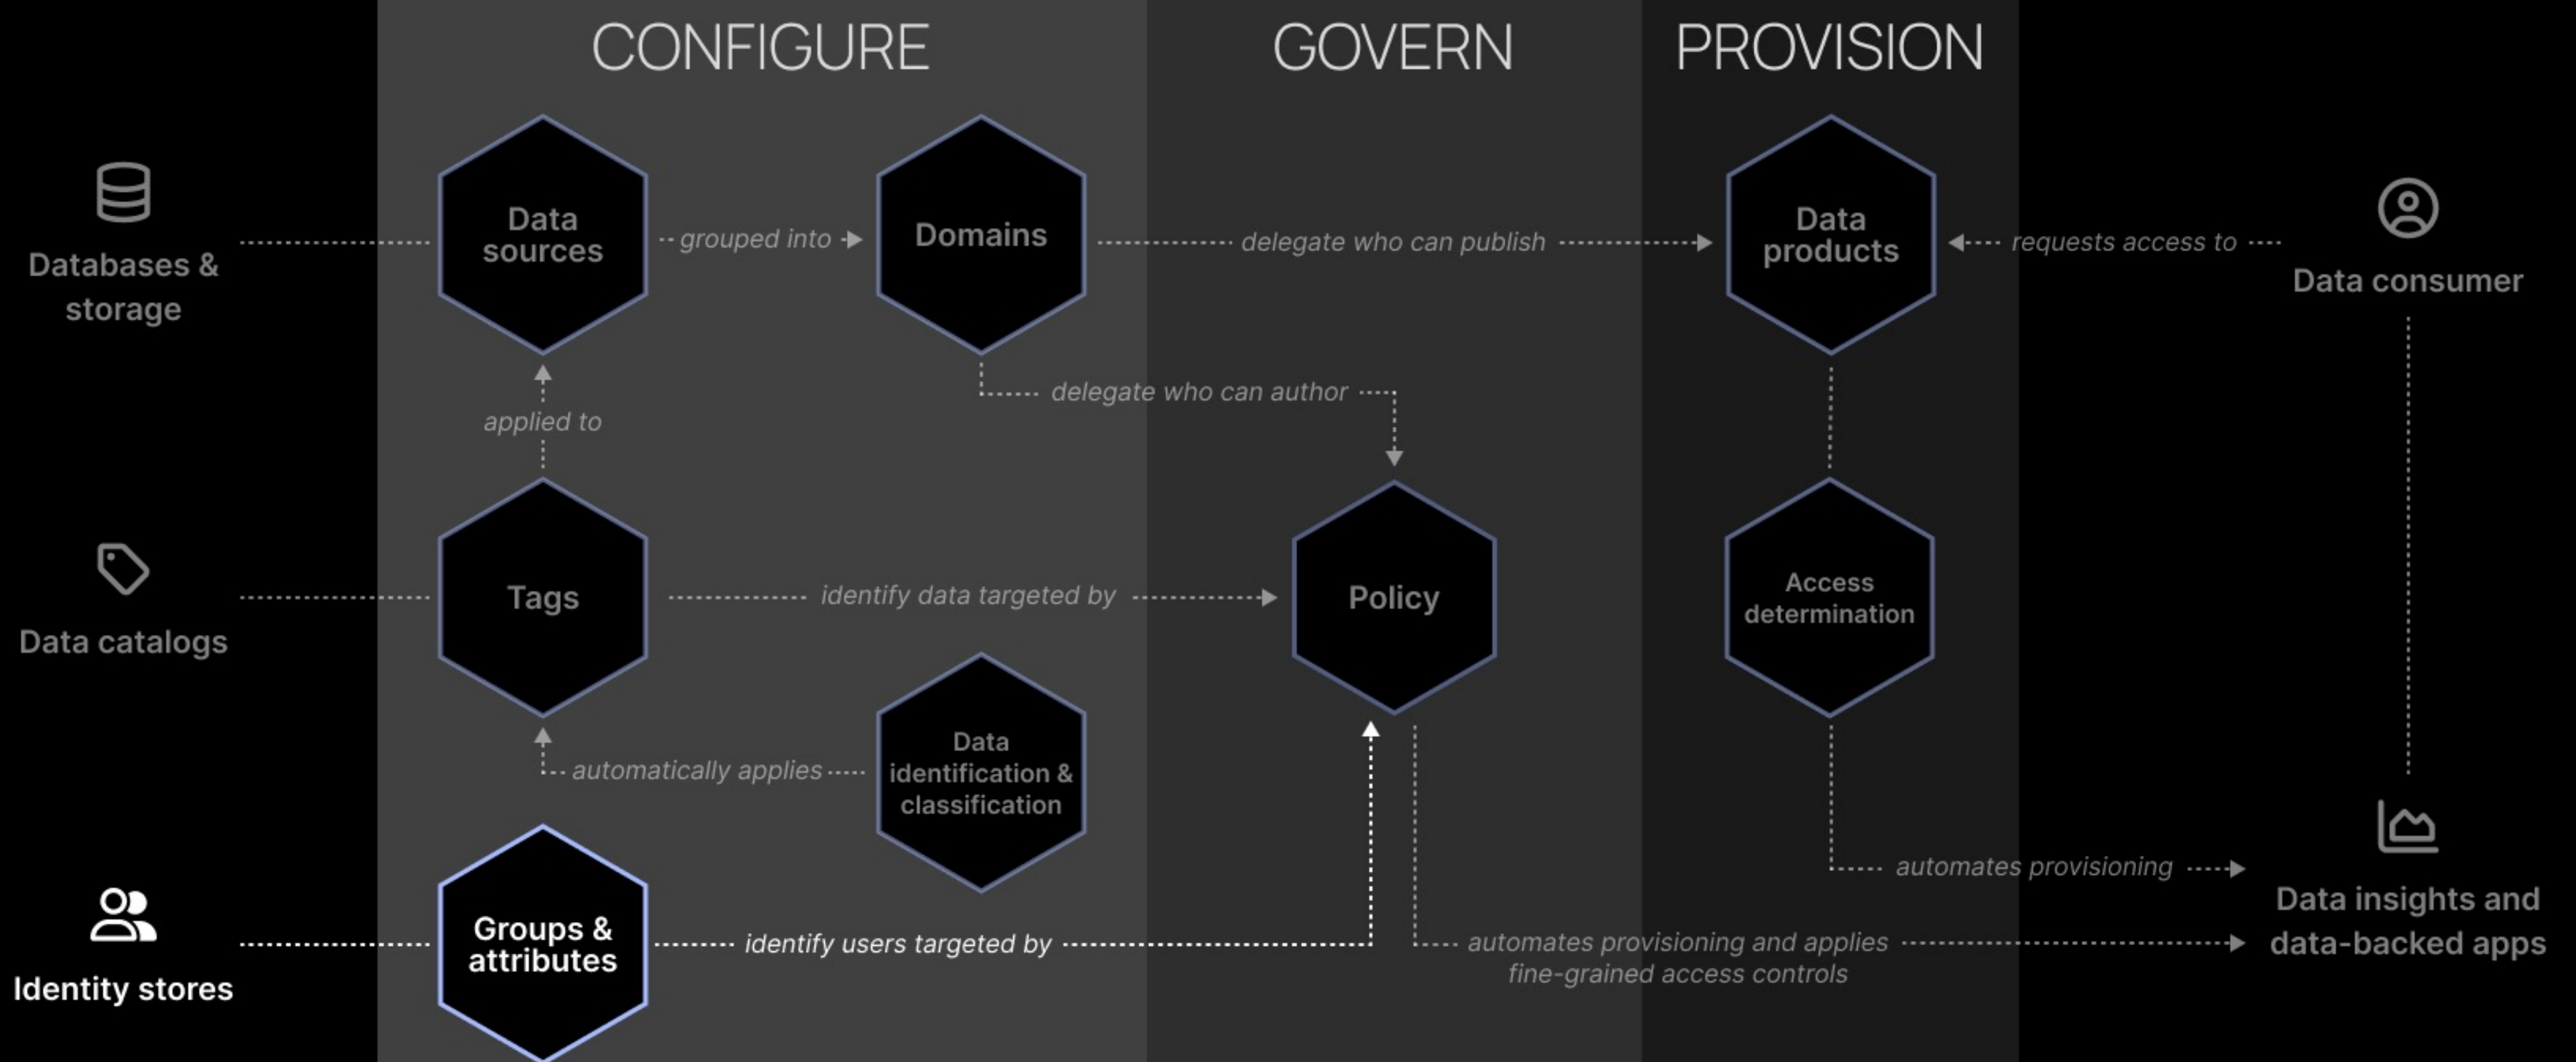 CONFIGURE
GOVERN
PROVISION
Databases &
storage
Data
sources
grouped into
Domains
delegate who can publish
Data
products
requests access to
Data consumer
applied to
delegate who can author
Data catalogs
Tags
identify data targeted by
Policy
Access
determination
automatically applies
Data
identification &
classification
Identity stores
Groups &
attributes
identify users targeted by
automates provisioning
automates provisioning and applies
fine-grained access controls
Data insights and
data-backed apps